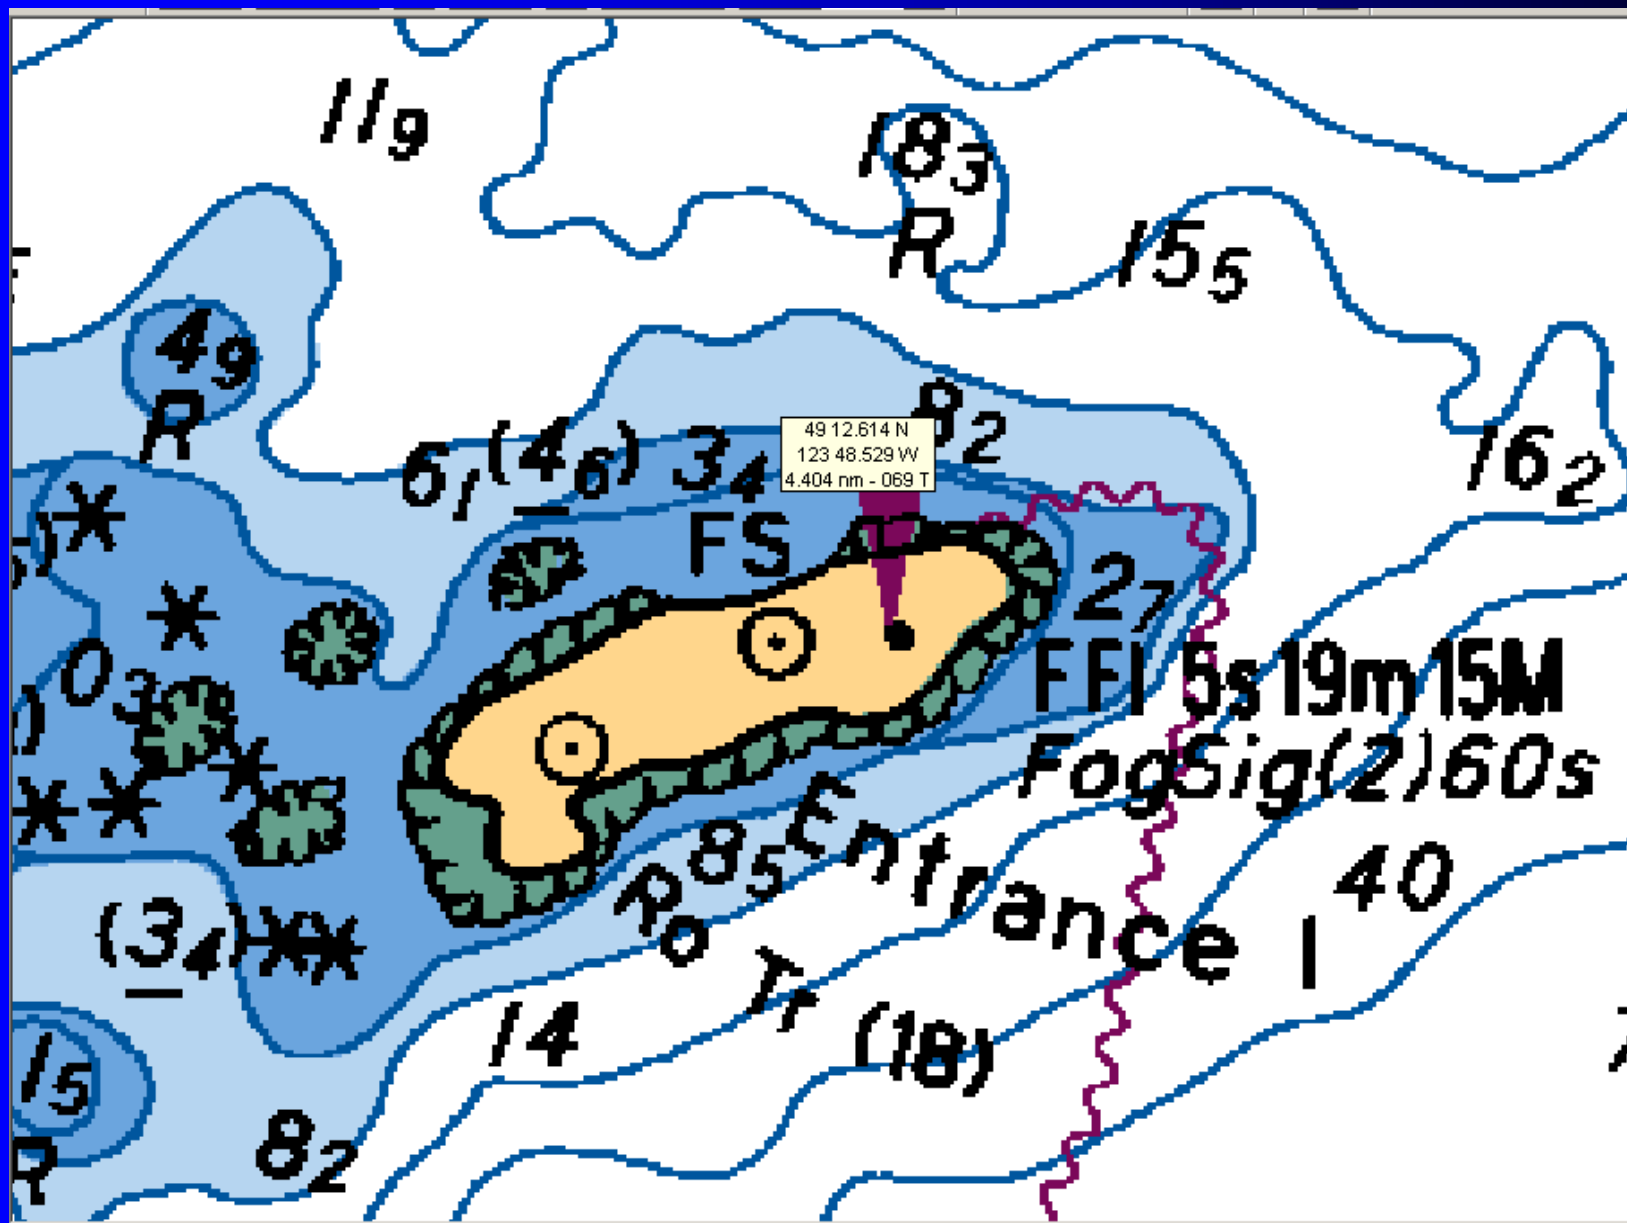 11₉
18₃
R
15₅
4₉
R
8₂
49 12.614 N
123 48.529 W
4.404 nm - 069 T
6₁ (4₆) 3₄
16₂
FS
2₇
0₃
FFl 5s 19m 15M
FogSig(2)60s
8₅
Entrance I
40
Ro
(3₄)
Tr
14
(18)
1₅
8₂
R